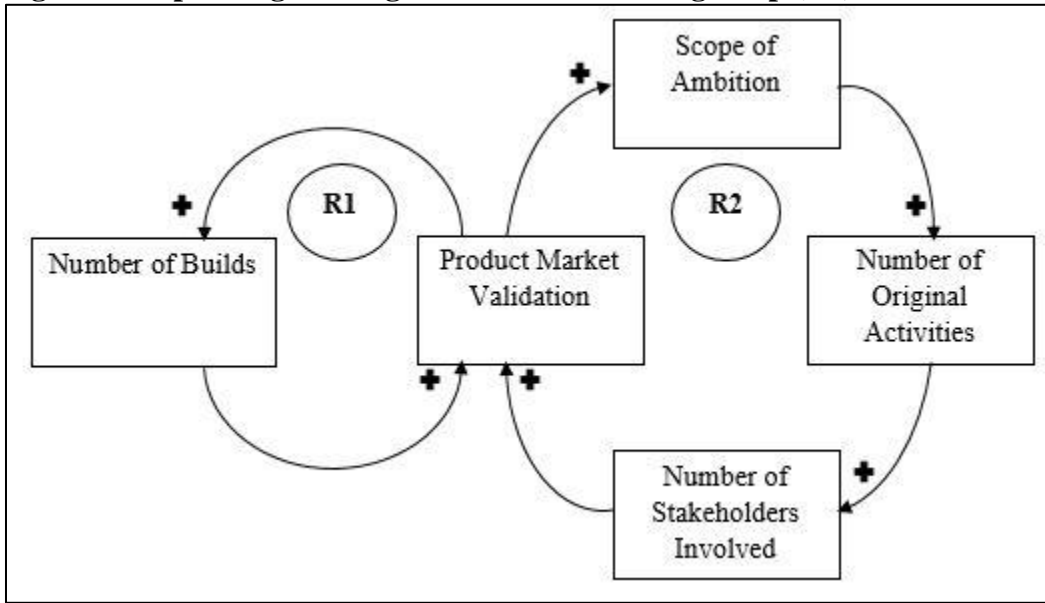 Scope of
Ambition
R1
R2
Number of Builds
Product Market
Validation
Number of
Original
Activities
Number of
Stakeholders
Involved